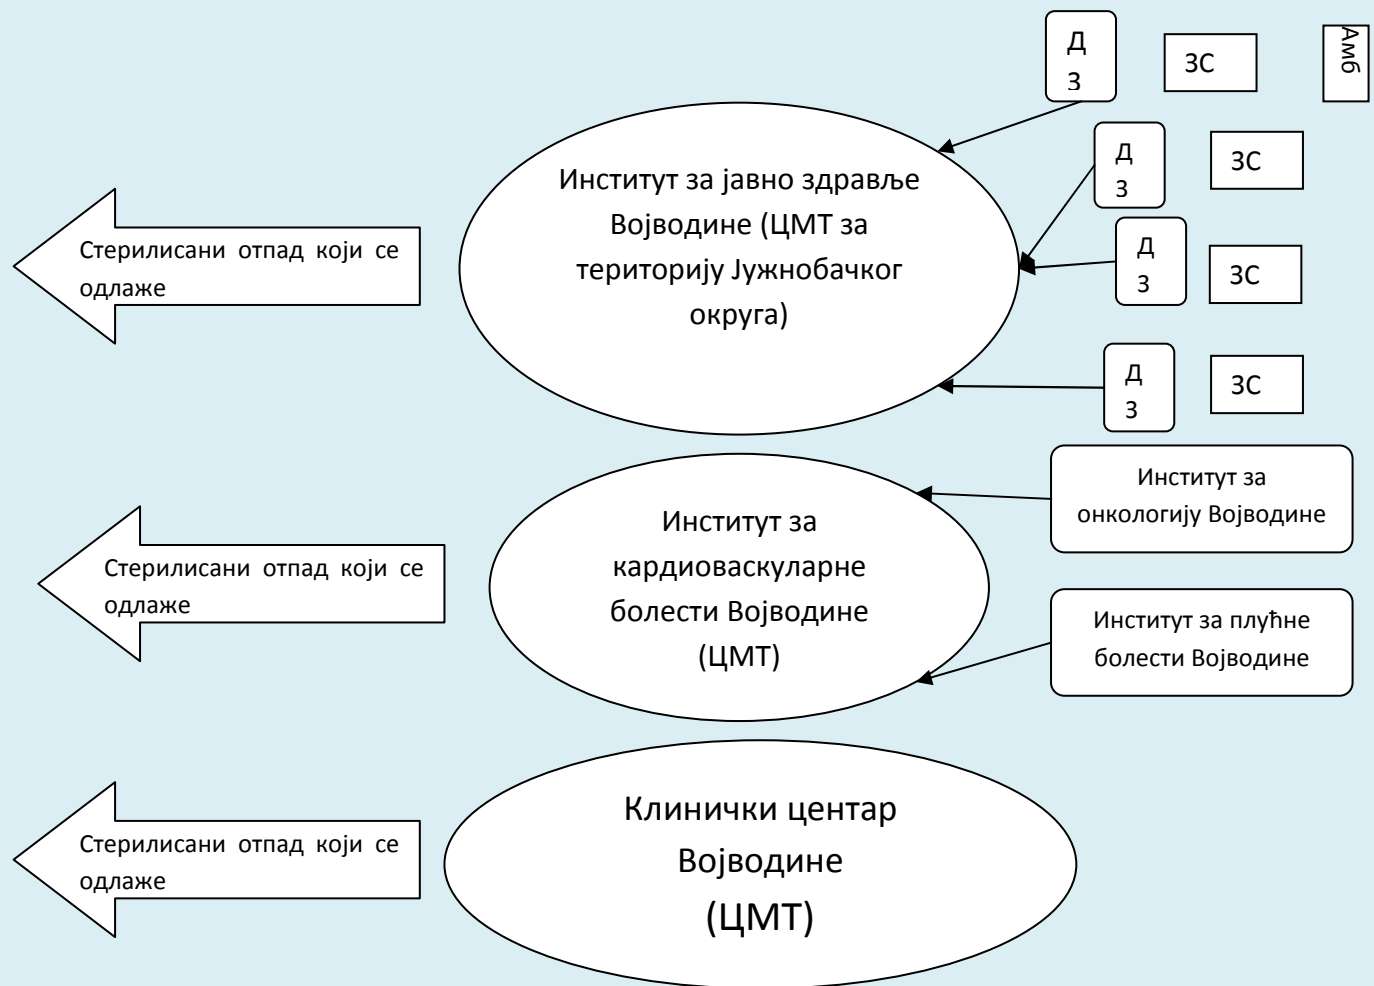 Д
З
ЗС
Амб
Институт за јавно здравље
Војводине (ЦМТ за
територију Јужнобачког
округа)
Д
З
ЗС
Стерилисани отпад који се
одлаже
Д
З
ЗС
Д
З
ЗС
Институт за
онкологију Војводине
Институт за
кардиоваскуларне
болести Војводине
(ЦМТ)
Стерилисани отпад који се
одлаже
Институт за плућне
болести Војводине
Клинички центар
Војводине
(ЦМТ)
Стерилисани отпад који се
одлаже